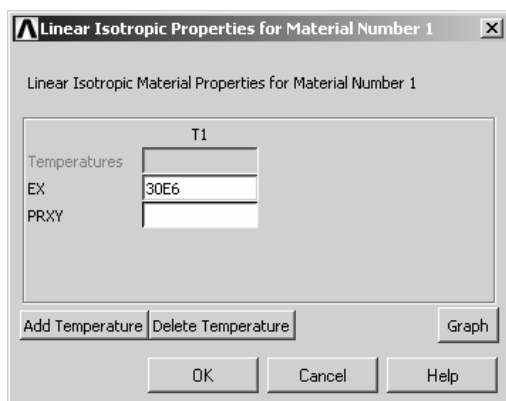 Linear Isotropic Properties for Material Number 1
Linear Isotropic Material Properties for Material Number 1
T1
Temperatures
EX 30E6
PRXY
Add Temperature Delete Temperature Graph
OK Cancel Help